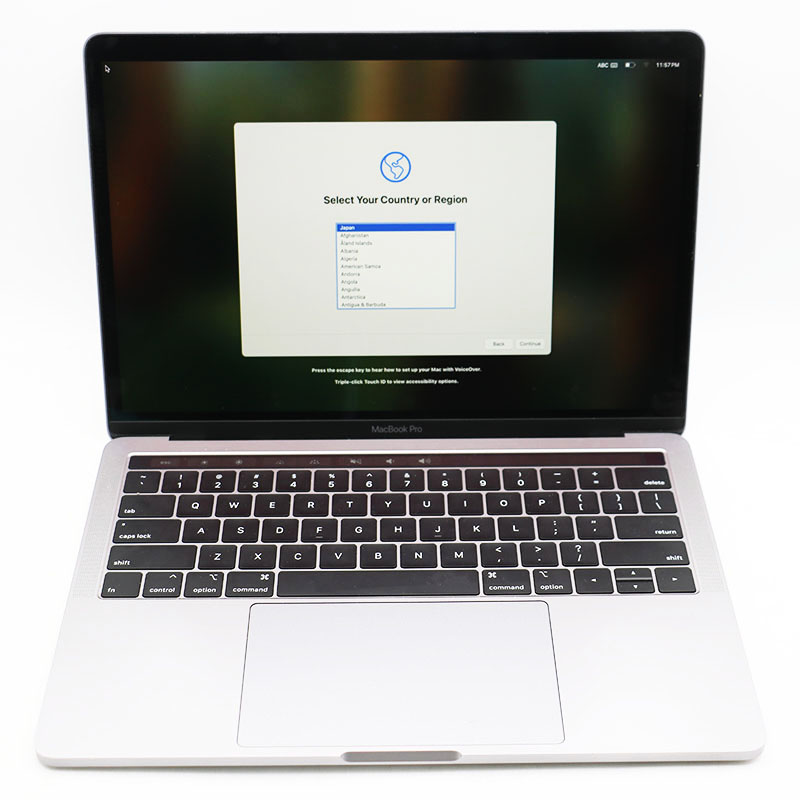 ABC 11:57 PM
Select Your Country or Region
Japan
Afghanistan
Åland Islands
Albania
Algeria
American Samoa
Andorra
Angola
Anguilla
Antarctica
Antigua & Barbuda
Back Continue
Press the escape key to hear how to set up your Mac with VoiceOver.
Triple-click Touch ID to view accessibility options.
MacBook Pro
esc
~ ! @ # $ % ^ & * ( ) _ +
` 1 2 3 4 5 6 7 8 9 0 - = delete
tab Q W E R T Y U I O P { [ } ] | \
caps lock A S D F G H J K L : ; " ' return
shift Z X C V B N M < , > . ? / shift
fn control option command command option